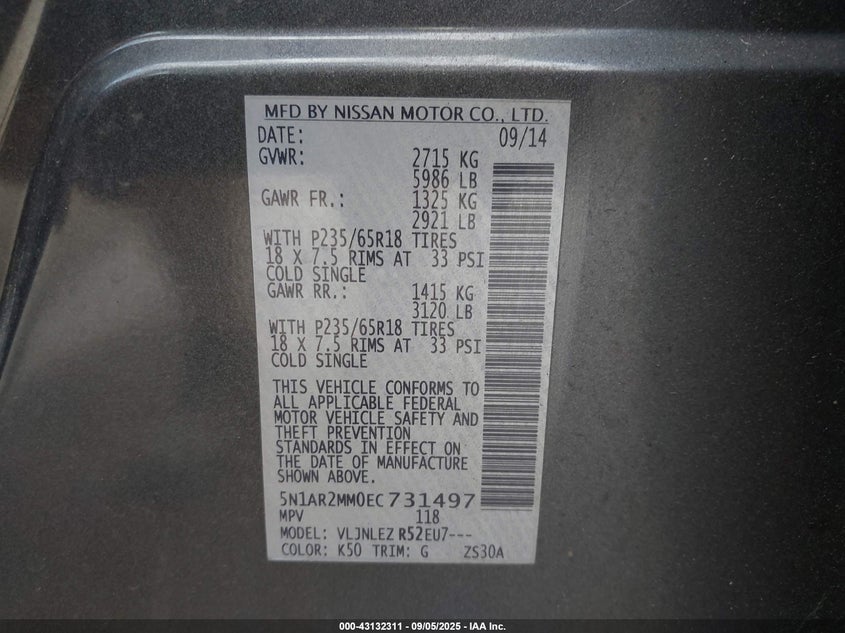 MFD BY NISSAN MOTOR CO., LTD.
DATE: 09/14
GVWR: 2715 KG
5986 LB
GAWR FR.: 1325 KG
2921 LB
WITH P235/65R18 TIRES
18 X 7.5 RIMS AT 33 PSI
COLD SINGLE
GAWR RR.: 1415 KG
3120 LB
WITH P235/65R18 TIRES
18 X 7.5 RIMS AT 33 PSI
COLD SINGLE
THIS VEHICLE CONFORMS TO
ALL APPLICABLE FEDERAL
MOTOR VEHICLE SAFETY AND
THEFT PREVENTION
STANDARDS IN EFFECT ON
THE DATE OF MANUFACTURE
SHOWN ABOVE.
5N1AR2MM0EC731497
MPV 118
MODEL: VLJNLEZ R52EU7---
COLOR: K50 TRIM: G ZS30A
000-43132311 - 09/05/2025 - IAA Inc.